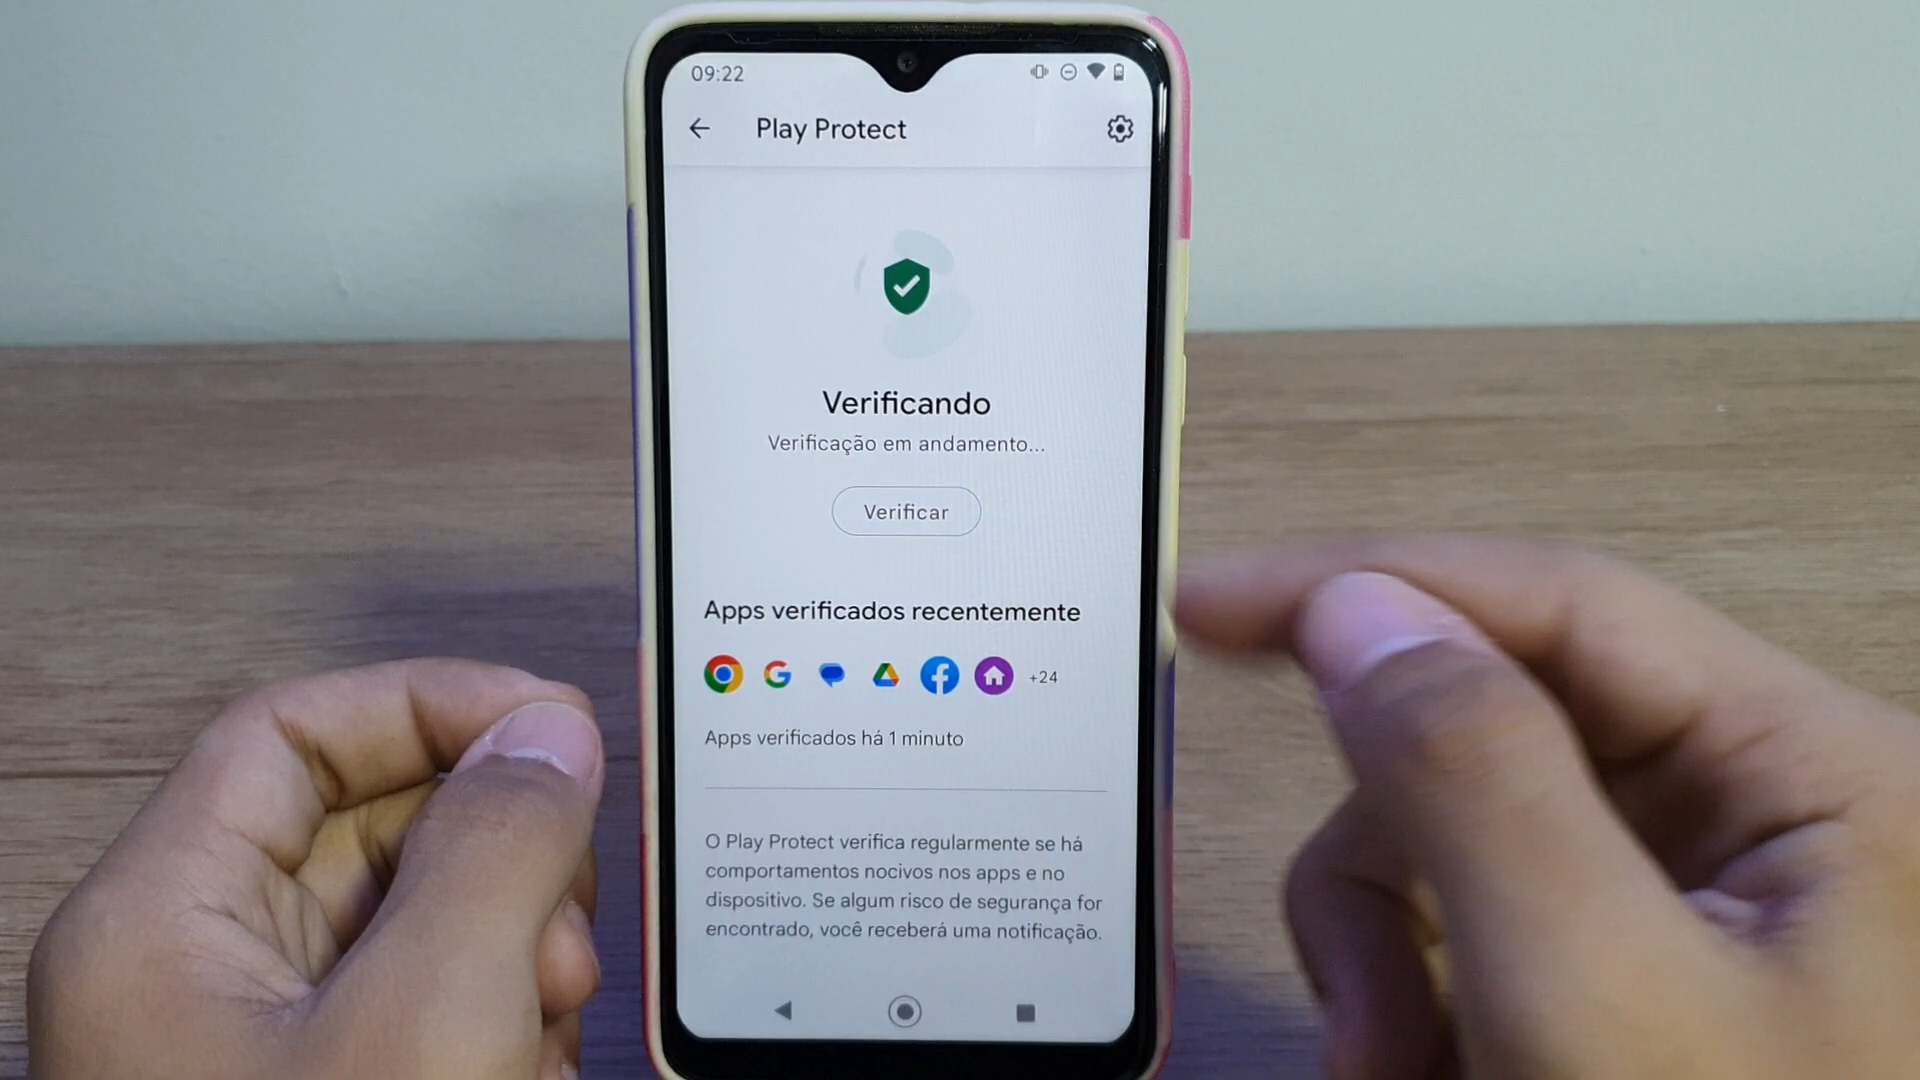 09:22
Play Protect
Verificando
Verificação em andamento...
Verificar
Apps verificados recentemente
+24
Apps verificados há 1 minuto
O Play Protect verifica regularmente se há
comportamentos nocivos nos apps e no
dispositivo. Se algum risco de segurança for
encontrado, você receberá uma notificação.